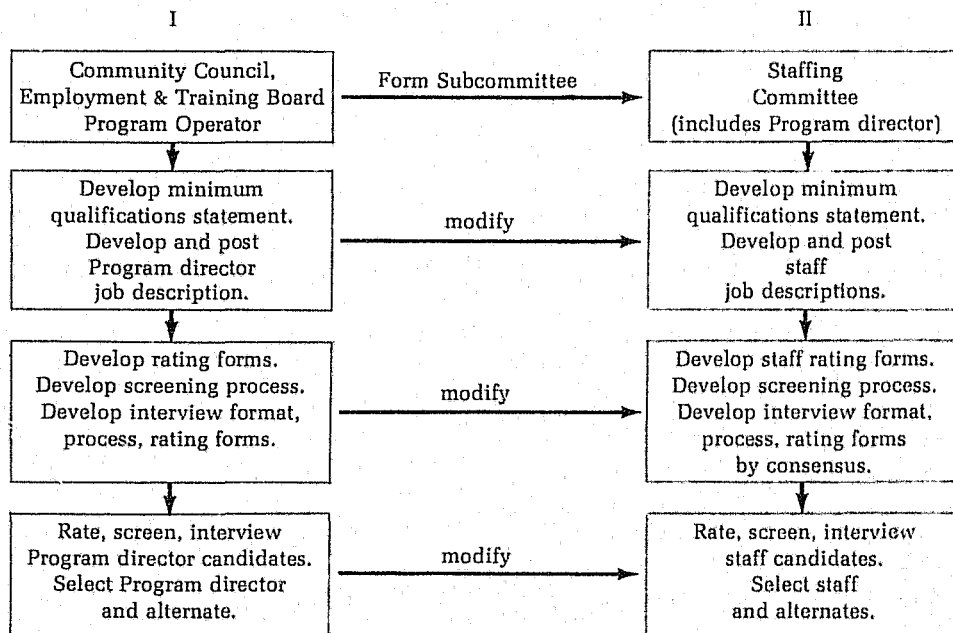 I
II
Community Council,
Employment & Training Board
Program Operator
Form Subcommittee
Staffing
Committee
(includes Program director)
Develop minimum
qualifications statement.
Develop and post
Program director
job description.
modify
Develop minimum
qualifications statement.
Develop and post
staff
job descriptions.
Develop rating forms.
Develop screening process.
Develop interview format,
process, rating forms.
modify
Develop staff rating forms.
Develop screening process.
Develop interview format,
process, rating forms
by consensus.
Rate, screen, interview
Program director candidates.
Select Program director
and alternate.
modify
Rate, screen, interview
staff candidates.
Select staff
and alternates.